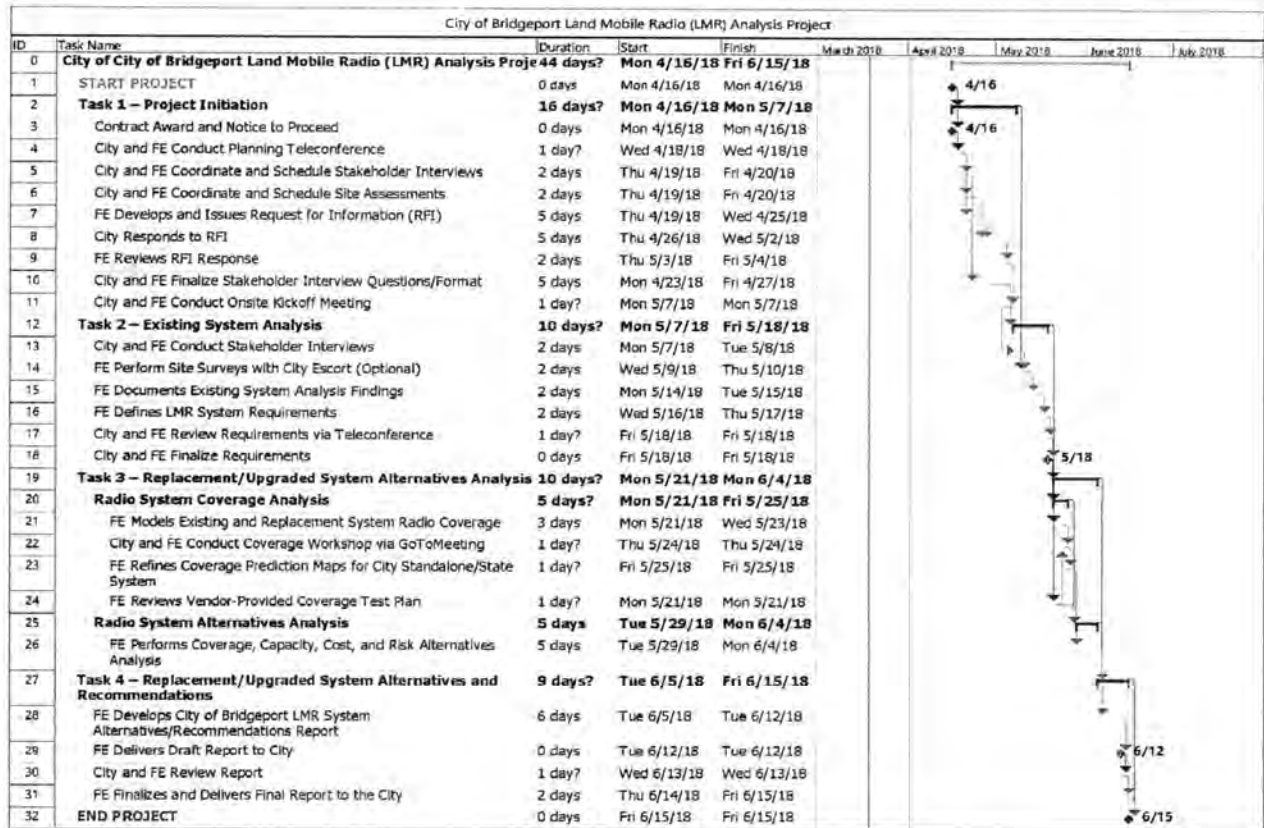 City of Bridgeport Land Mobile Radio (LMR) Analysis Project
ID Task Name Duration Start Finish March 2018 April 2018 May 2018 June 2018 July 2018
0 City of City of Bridgeport Land Mobile Radio (LMR) Analysis Proje 44 days? Mon 4/16/18 Fri 6/15/18
1 START PROJECT 0 days Mon 4/16/18 Mon 4/16/18 4/16
2 Task 1 – Project Initiation 16 days? Mon 4/16/18 Mon 5/7/18
3 Contract Award and Notice to Proceed 0 days Mon 4/16/18 Mon 4/16/18 4/16
4 City and FE Conduct Planning Teleconference 1 day? Wed 4/18/18 Wed 4/18/18
5 City and FE Coordinate and Schedule Stakeholder Interviews 2 days Thu 4/19/18 Fri 4/20/18
6 City and FE Coordinate and Schedule Site Assessments 2 days Thu 4/19/18 Fri 4/20/18
7 FE Develops and Issues Request for Information (RFI) 5 days Thu 4/19/18 Wed 4/25/18
8 City Responds to RFI 5 days Thu 4/26/18 Wed 5/2/18
9 FE Reviews RFI Response 2 days Thu 5/3/18 Fri 5/4/18
10 City and FE Finalize Stakeholder Interview Questions/Format 5 days Mon 4/23/18 Fri 4/27/18
11 City and FE Conduct Onsite Kickoff Meeting 1 day? Mon 5/7/18 Mon 5/7/18
12 Task 2 – Existing System Analysis 10 days? Mon 5/7/18 Fri 5/18/18
13 City and FE Conduct Stakeholder Interviews 2 days Mon 5/7/18 Tue 5/8/18
14 FE Perform Site Surveys with City Escort (Optional) 2 days Wed 5/9/18 Thu 5/10/18
15 FE Documents Existing System Analysis Findings 2 days Mon 5/14/18 Tue 5/15/18
16 FE Defines LMR System Requirements 2 days Wed 5/16/18 Thu 5/17/18
17 City and FE Review Requirements via Teleconference 1 day? Fri 5/18/18 Fri 5/18/18
18 City and FE Finalize Requirements 0 days Fri 5/18/18 Fri 5/18/18 5/18
19 Task 3 – Replacement/Upgraded System Alternatives Analysis 10 days? Mon 5/21/18 Mon 6/4/18
20 Radio System Coverage Analysis 5 days? Mon 5/21/18 Fri 5/25/18
21 FE Models Existing and Replacement System Radio Coverage 3 days Mon 5/21/18 Wed 5/23/18
22 City and FE Conduct Coverage Workshop via GoToMeeting 1 day? Thu 5/24/18 Thu 5/24/18
23 FE Refines Coverage Prediction Maps for City Standalone/State 1 day? Fri 5/25/18 Fri 5/25/18
System
24 FE Reviews Vendor-Provided Coverage Test Plan 1 day? Mon 5/21/18 Mon 5/21/18
25 Radio System Alternatives Analysis 5 days Tue 5/29/18 Mon 6/4/18
26 FE Performs Coverage, Capacity, Cost, and Risk Alternatives 5 days Tue 5/29/18 Mon 6/4/18
Analysis
27 Task 4 – Replacement/Upgraded System Alternatives and 9 days? Tue 6/5/18 Fri 6/15/18
Recommendations
28 FE Develops City of Bridgeport LMR System 6 days Tue 6/5/18 Tue 6/12/18
Alternatives/Recommendations Report
29 FE Delivers Draft Report to City 0 days Tue 6/12/18 Tue 6/12/18 6/12
30 City and FE Review Report 1 day? Wed 6/13/18 Wed 6/13/18
31 FE Finalizes and Delivers Final Report to the City 2 days Thu 6/14/18 Fri 6/15/18
32 END PROJECT 0 days Fri 6/15/18 Fri 6/15/18 6/15